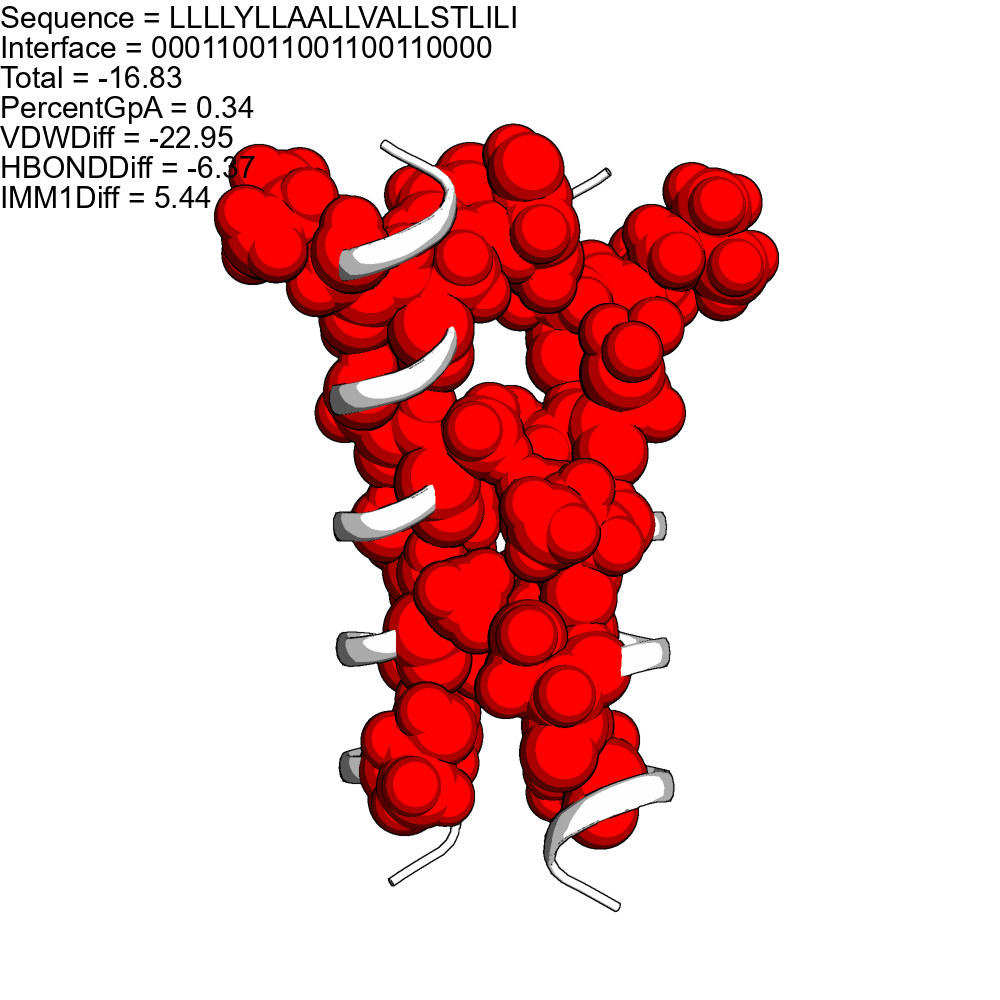 Sequence = LLLLYLLAALLVALLSTLILI
Interface = 000110011001100110000
Total = -16.83
PercentGpA = 0.34
VDWDiff = -22.95
HBONDDiff = -6.37
IMM1Diff = 5.44